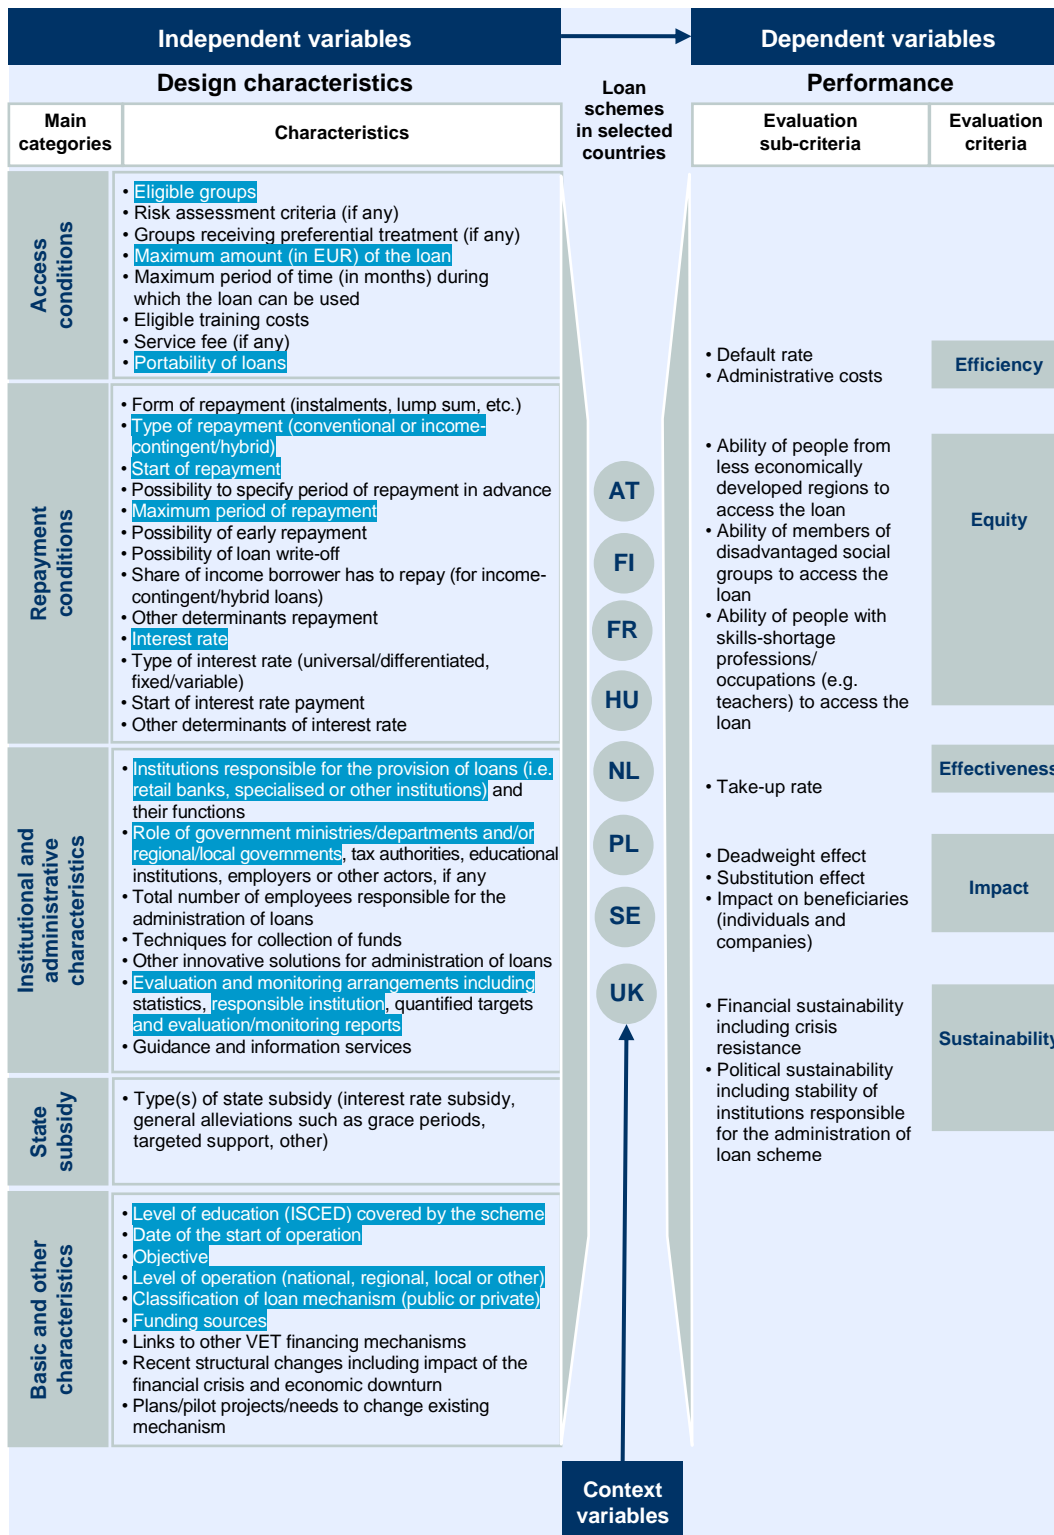 Independent variables
Dependent variables
Design characteristics
Loan
schemes
in selected
countries
Performance
Main
categories
Characteristics
Evaluation
sub-criteria
Evaluation
criteria
Access
conditions
• Eligible groups
• Risk assessment criteria (if any)
• Groups receiving preferential treatment (if any)
• Maximum amount (in EUR) of the loan
• Maximum period of time (in months) during
which the loan can be used
• Eligible training costs
• Service fee (if any)
• Portability of loans
Repayment
conditions
• Form of repayment (instalments, lump sum, etc.)
• Type of repayment (conventional or income-
contingent/hybrid)
• Start of repayment
• Possibility to specify period of repayment in advance
• Maximum period of repayment
• Possibility of early repayment
• Possibility of loan write-off
• Share of income borrower has to repay (for income-
contingent/hybrid loans)
• Other determinants repayment
• Interest rate
• Type of interest rate (universal/differentiated,
fixed/variable)
• Start of interest rate payment
• Other determinants of interest rate
Institutional and
administrative
characteristics
• Institutions responsible for the provision of loans (i.e.
retail banks, specialised or other institutions) and
their functions
• Role of government ministries/departments and/or
regional/local governments, tax authorities, educational
institutions, employers or other actors, if any
• Total number of employees responsible for the
administration of loans
• Techniques for collection of funds
• Other innovative solutions for administration of loans
• Evaluation and monitoring arrangements including
statistics, responsible institution, quantified targets
and evaluation/monitoring reports
• Guidance and information services
State
subsidy
• Type(s) of state subsidy (interest rate subsidy,
general alleviations such as grace periods,
targeted support, other)
Basic and other
characteristics
• Level of education (ISCED) covered by the scheme
• Date of the start of operation
• Objective
• Level of operation (national, regional, local or other)
• Classification of loan mechanism (public or private)
• Funding sources
• Links to other VET financing mechanisms
• Recent structural changes including impact of the
financial crisis and economic downturn
• Plans/pilot projects/needs to change existing
mechanism
AT
FI
FR
HU
NL
PL
SE
UK
Context
variables
• Default rate
• Administrative costs
Efficiency
• Ability of people from
less economically
developed regions to
access the loan
• Ability of members of
disadvantaged social
groups to access the
loan
• Ability of people with
skills-shortage
professions/
occupations (e.g.
teachers) to access the
loan
Equity
• Take-up rate
Effectiveness
• Deadweight effect
• Substitution effect
• Impact on beneficiaries
(individuals and
companies)
Impact
• Financial sustainability
including crisis
resistance
• Political sustainability
including stability of
institutions responsible
for the administration of
loan scheme
Sustainability